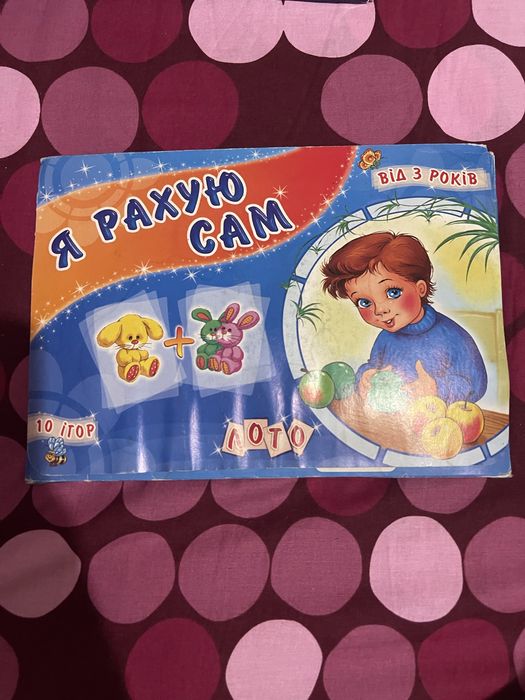 Я РАХУЮ
САМ
ВІД 3 РОКІВ
10 ІГОР
ЛОТО